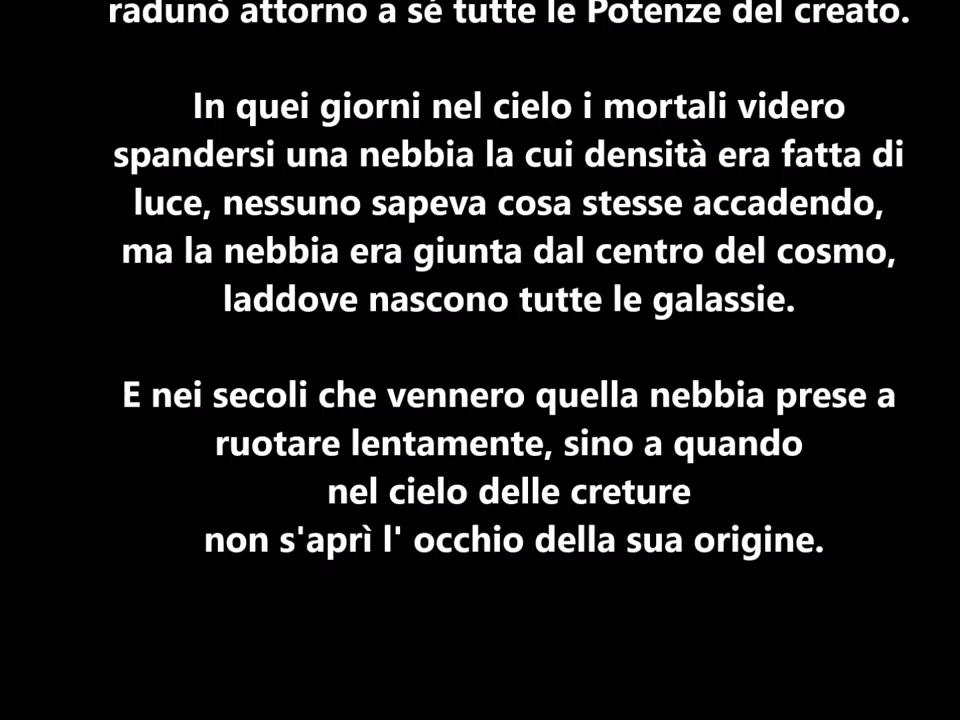 radunò attorno a sé tutte le Potenze del creato.
In quei giorni nel cielo i mortali videro
spandersi una nebbia la cui densità era fatta di
luce, nessuno sapeva cosa stesse accadendo,
ma la nebbia era giunta dal centro del cosmo,
laddove nascono tutte le galassie.
E nei secoli che vennero quella nebbia prese a
ruotare lentamente, sino a quando
nel cielo delle creture
non s'aprì l' occhio della sua origine.